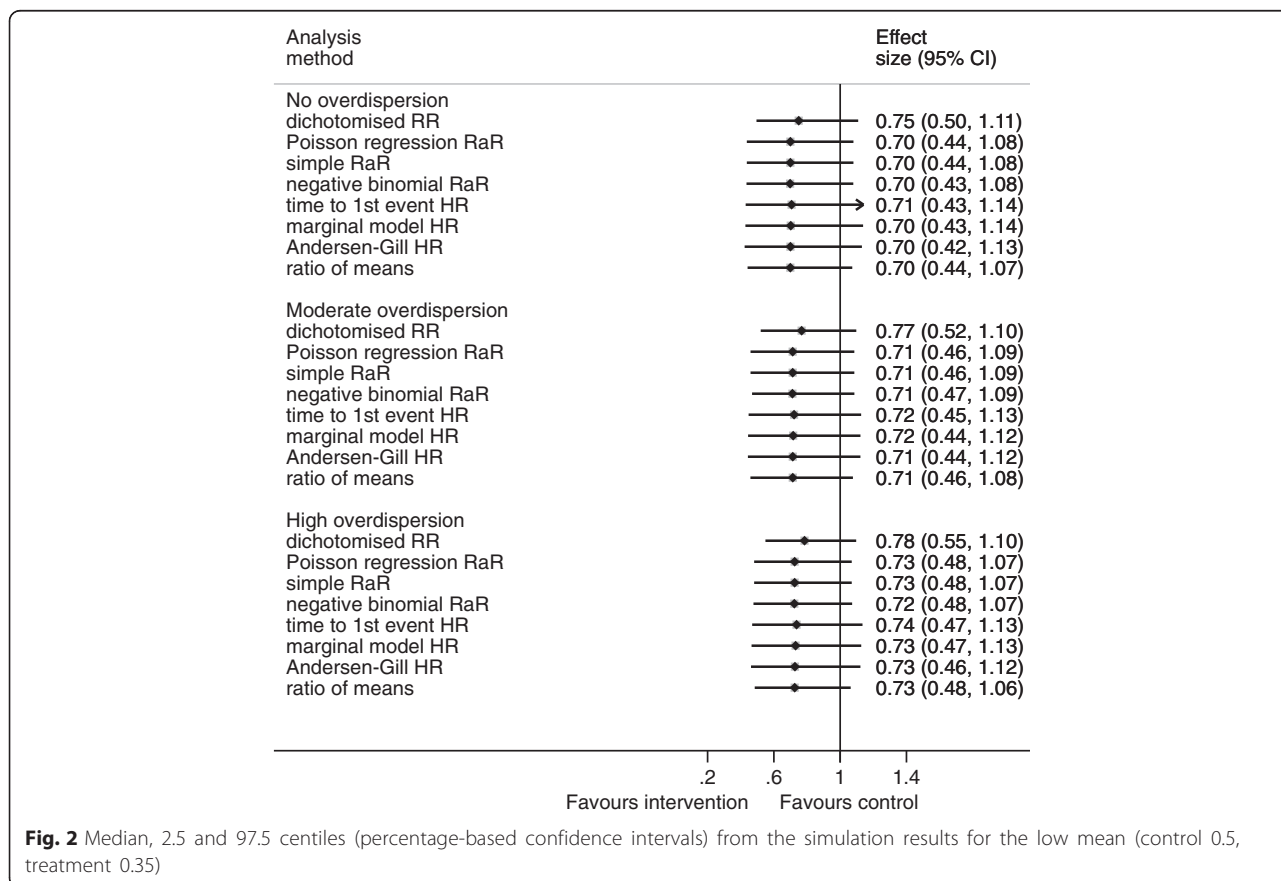 Analysis
method
Effect
size (95% CI)
No overdispersion
dichotomised RR 0.75 (0.50, 1.11)
Poisson regression RaR 0.70 (0.44, 1.08)
simple RaR 0.70 (0.44, 1.08)
negative binomial RaR 0.70 (0.43, 1.08)
time to 1st event HR 0.71 (0.43, 1.14)
marginal model HR 0.70 (0.43, 1.14)
Andersen-Gill HR 0.70 (0.42, 1.13)
ratio of means 0.70 (0.44, 1.07)
Moderate overdispersion
dichotomised RR 0.77 (0.52, 1.10)
Poisson regression RaR 0.71 (0.46, 1.09)
simple RaR 0.71 (0.46, 1.09)
negative binomial RaR 0.71 (0.47, 1.09)
time to 1st event HR 0.72 (0.45, 1.13)
marginal model HR 0.72 (0.44, 1.12)
Andersen-Gill HR 0.71 (0.44, 1.12)
ratio of means 0.71 (0.46, 1.08)
High overdispersion
dichotomised RR 0.78 (0.55, 1.10)
Poisson regression RaR 0.73 (0.48, 1.07)
simple RaR 0.73 (0.48, 1.07)
negative binomial RaR 0.72 (0.48, 1.07)
time to 1st event HR 0.74 (0.47, 1.13)
marginal model HR 0.73 (0.47, 1.13)
Andersen-Gill HR 0.73 (0.46, 1.12)
ratio of means 0.73 (0.48, 1.06)
.2 .6 1 1.4
Favours intervention Favours control
Fig. 2 Median, 2.5 and 97.5 centiles (percentage-based confidence intervals) from the simulation results for the low mean (control 0.5,
treatment 0.35)